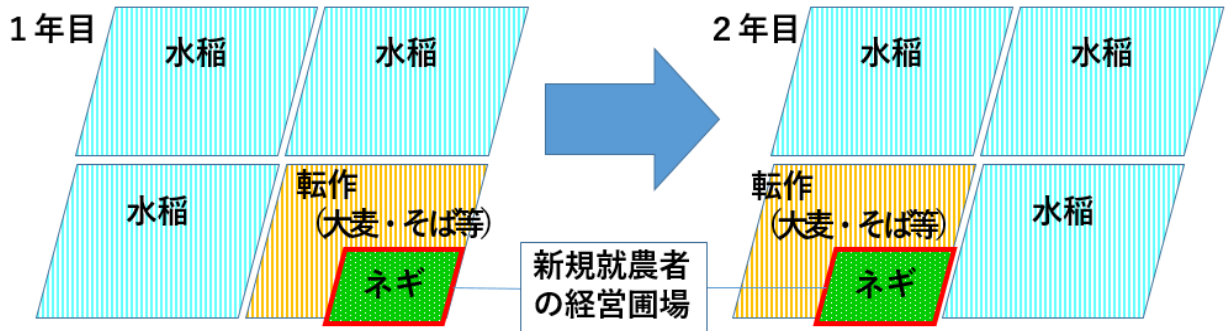 1年目
水稲
水稲
水稲
転作
(大麦・そば等)
ネギ
新規就農者
の経営圃場
2年目
水稲
水稲
転作
(大麦・そば等)
水稲
ネギ